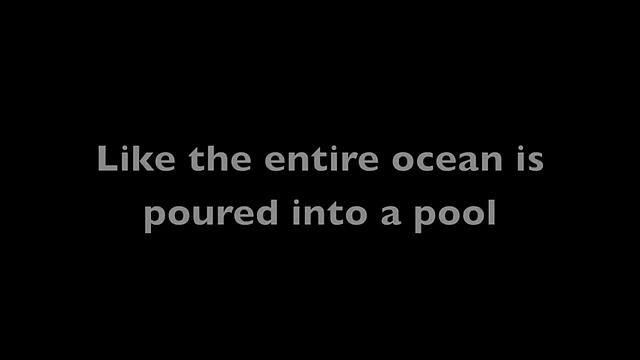 Like the entire ocean is
poured into a pool